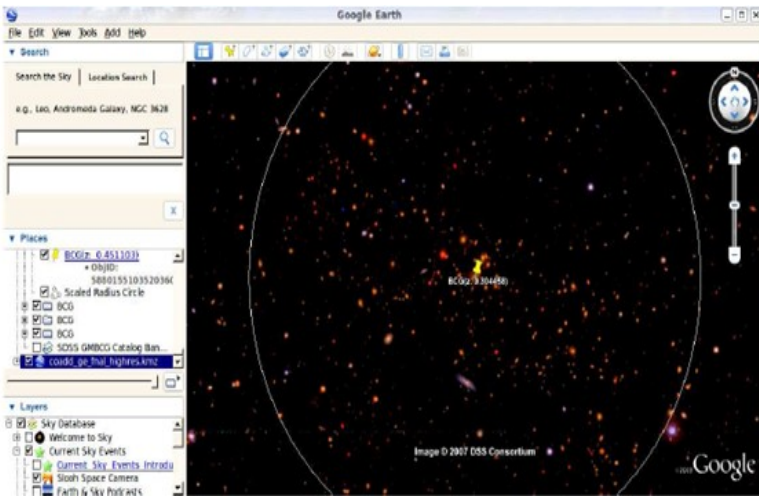 Google Earth
File Edit View Tools Add Help
Search
Search the Sky Location Search
e.g., Leo, Andromeda Galaxy, NGC 3628
x
Places
BCG(z: 0.451103)
ObjID:
Scaled Radius Circle
BCG
BCG
BCG
SDSS GMBCG Catalog Ban...
coadd_ge_fnal_highres.kmz
Layers
Sky Database
Welcome to Sky
Current Sky Events
Current Sky Events Introdu
Slooh Space Camera
Earth & Sky Podcasts
N
BCG(z:
Image © 2007 DSS Consortium
Google